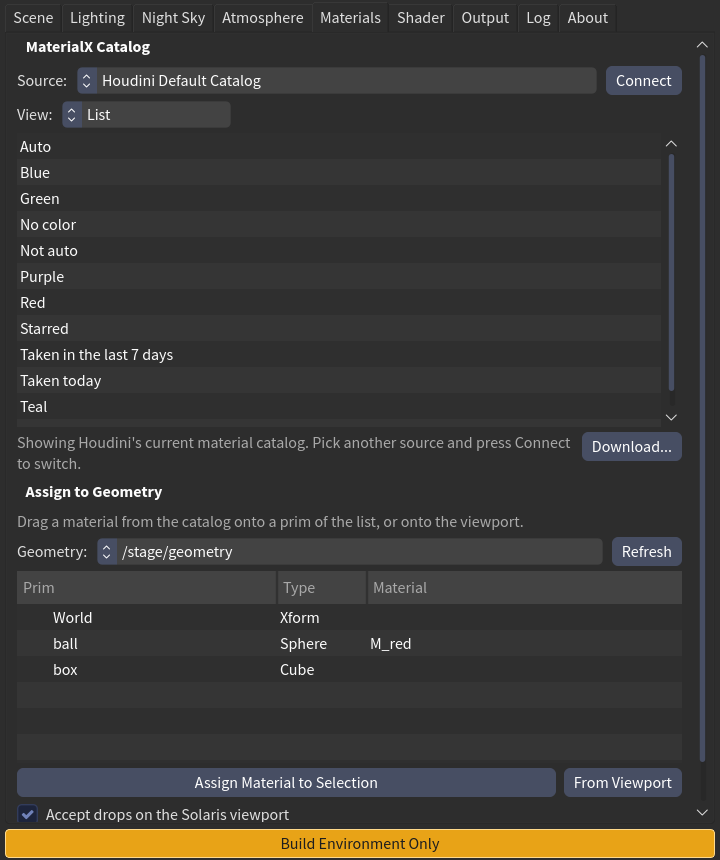 Scene Lighting Night Sky Atmosphere Materials Shader Output Log About
MaterialX Catalog
Source: Houdini Default Catalog Connect
View: List
Auto
Blue
Green
No color
Not auto
Purple
Red
Starred
Taken in the last 7 days
Taken today
Teal
Showing Houdini's current material catalog. Pick another source and press Connect
to switch.
Download...
Assign to Geometry
Drag a material from the catalog onto a prim of the list, or onto the viewport.
Geometry: /stage/geometry Refresh
Prim Type Material
World Xform
ball Sphere M_red
box Cube
Assign Material to Selection From Viewport
Accept drops on the Solaris viewport
Build Environment Only